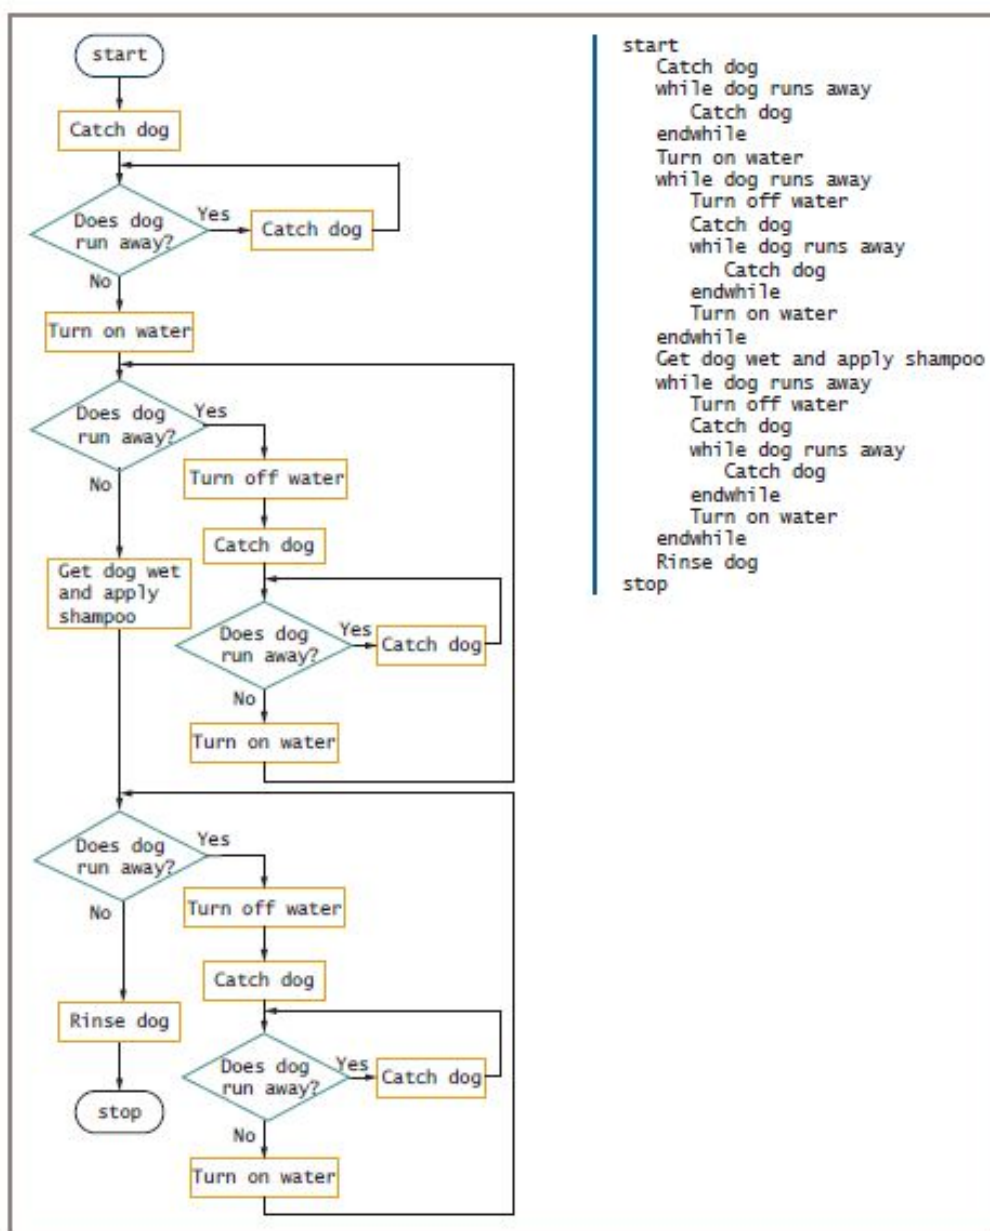 start
Catch dog
Does dog
run away?
Yes
Catch dog
No
Turn on water
Does dog
run away?
Yes
Turn off water
No
Catch dog
Get dog wet
and apply
shampoo
Does dog
run away?
Yes
Catch dog
No
Turn on water
Does dog
run away?
Yes
Turn off water
No
Catch dog
Rinse dog
Does dog
run away?
Yes
Catch dog
stop
No
Turn on water
start
Catch dog
while dog runs away
Catch dog
endwhile
Turn on water
while dog runs away
Turn off water
Catch dog
while dog runs away
Catch dog
endwhile
Turn on water
endwhile
Get dog wet and apply shampoo
while dog runs away
Turn off water
Catch dog
while dog runs away
Catch dog
endwhile
Turn on water
endwhile
Rinse dog
stop